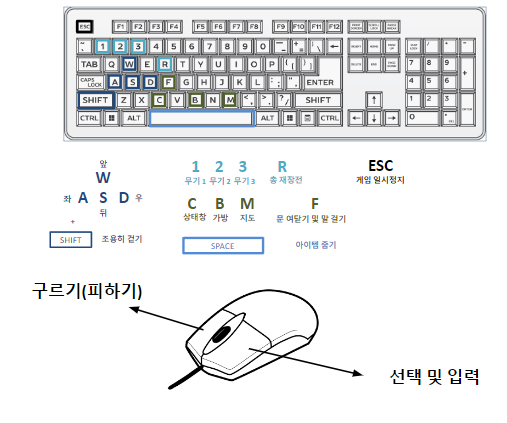 ESC F1 F2 F3 F4 F5 F6 F7 F8 F9 F10 F11 F12
1 2 3 4 5 6 7 8 9 0
TAB Q W E R T Y U I O P
7 8 9 +
CAPS LOCK A S D F G H J K L ENTER
4 5 6
SHIFT Z X C V B N M SHIFT ↑
1 2 3
CTRL ALT ALT CTRL ← ↓ →
0
앞
W
좌 A S D 우
뒤
+
SHIFT 조용히 걷기
1 2 3 R ESC
무기 1 무기 2 무기 3 총 재장전 게임 일시정지
C B M F
상태창 가방 지도 문 여닫기 및 말 걸기
SPACE 아이템 줍기
구르기(피하기)
선택 및 입력